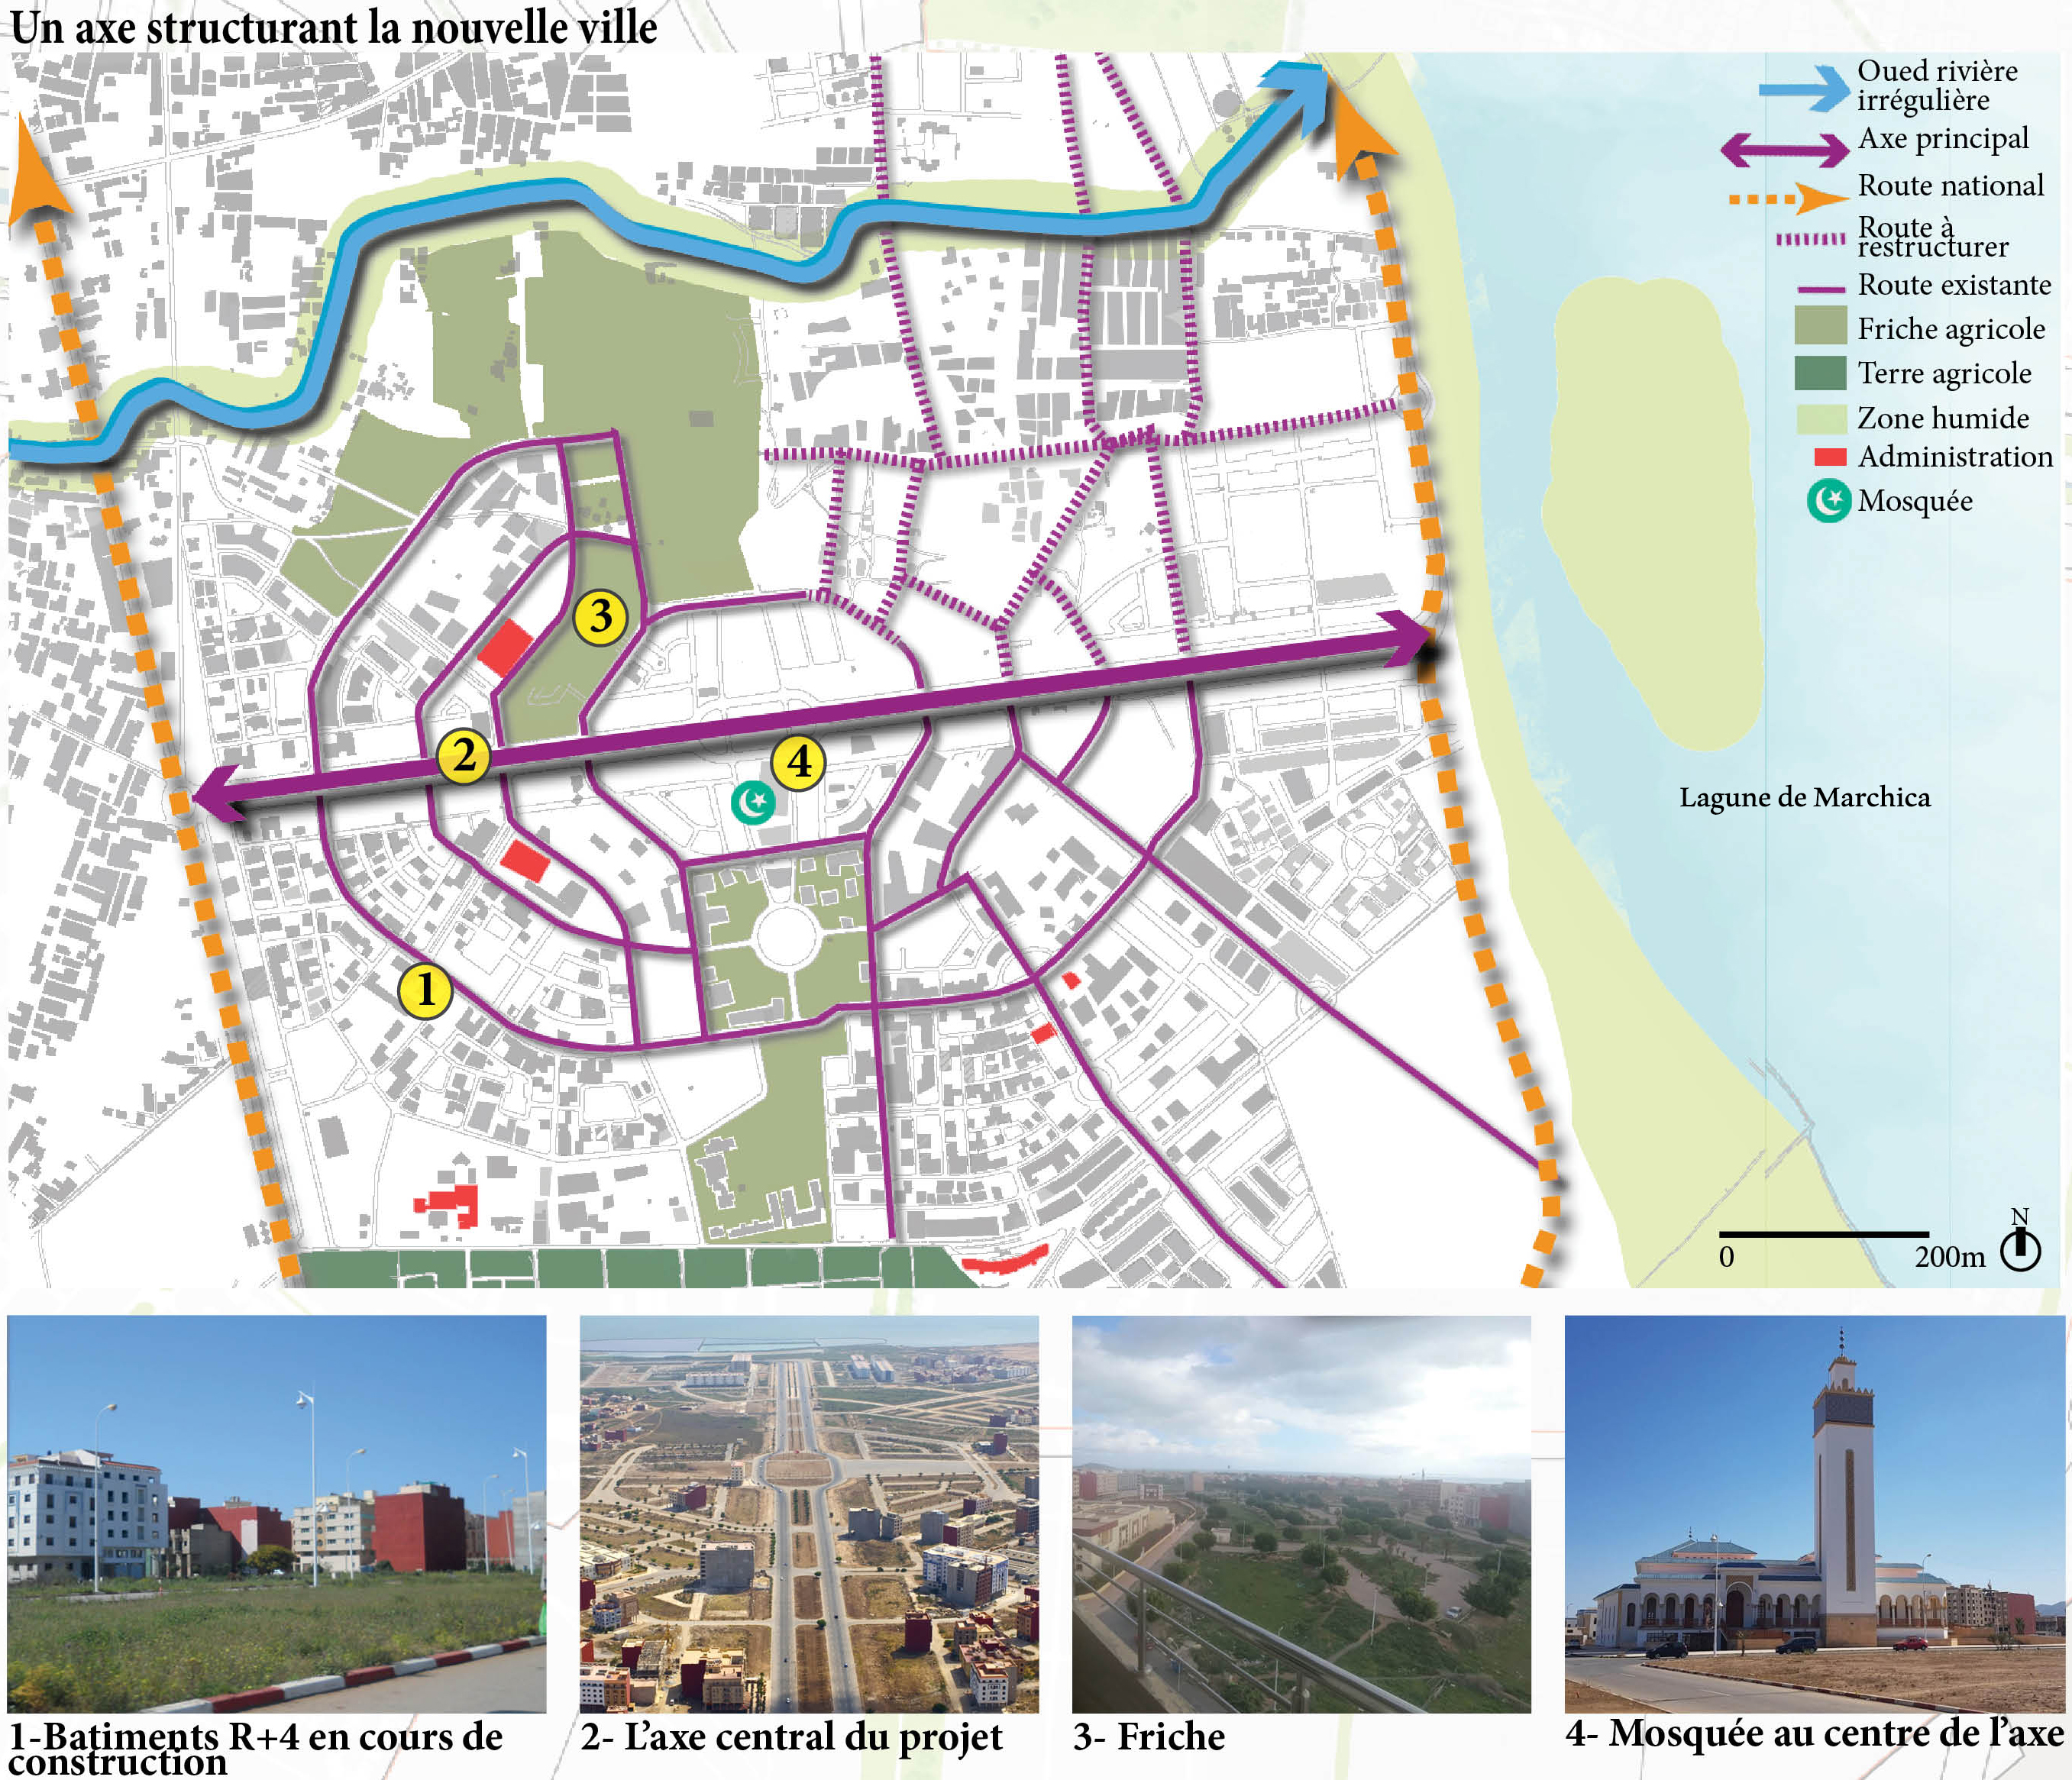 Un axe structurant la nouvelle ville
Oued rivière
irrégulière
Axe principal
Route national
Route à
restructurer
Route existante
Friche agricole
Terre agricole
Zone humide
Administration
Mosquée
3
2
4
1
Lagune de Marchica
N
0 200m
1-Batiments R+4 en cours de
construction
2- L'axe central du projet
3- Friche
4- Mosquée au centre de l'axe